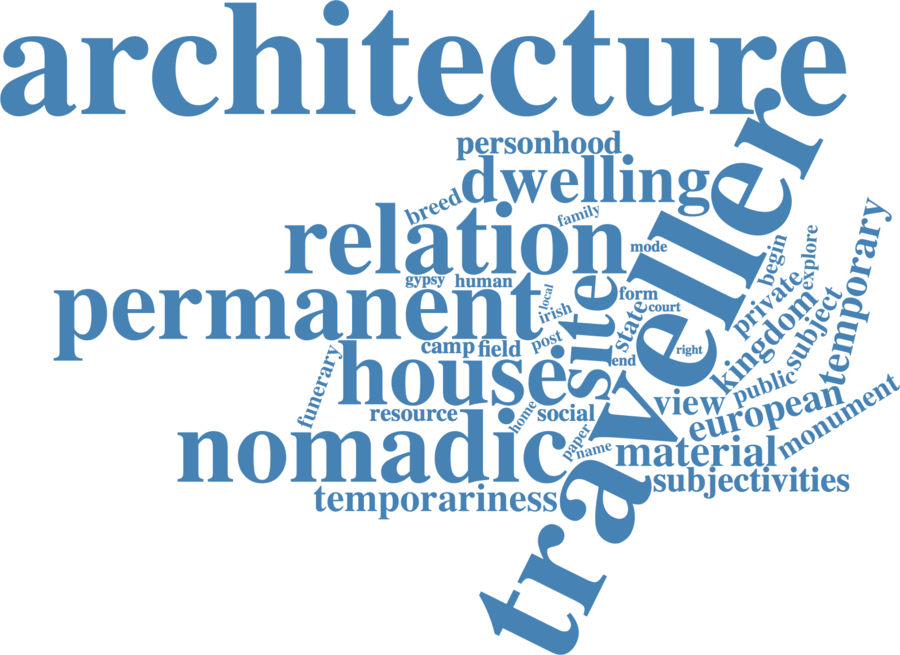 architecture
traveller
personhood
dwelling
breed
family
relation
mode
gypsy
human
permanent
local
irish
form
court
site
state
begin
explore
private
temporary
kingdom
subject
camp
field
post
end
right
funerary
house
public
view
european
monument
resource
home
social
paper
name
nomadic
material
subjectivities
temporariness